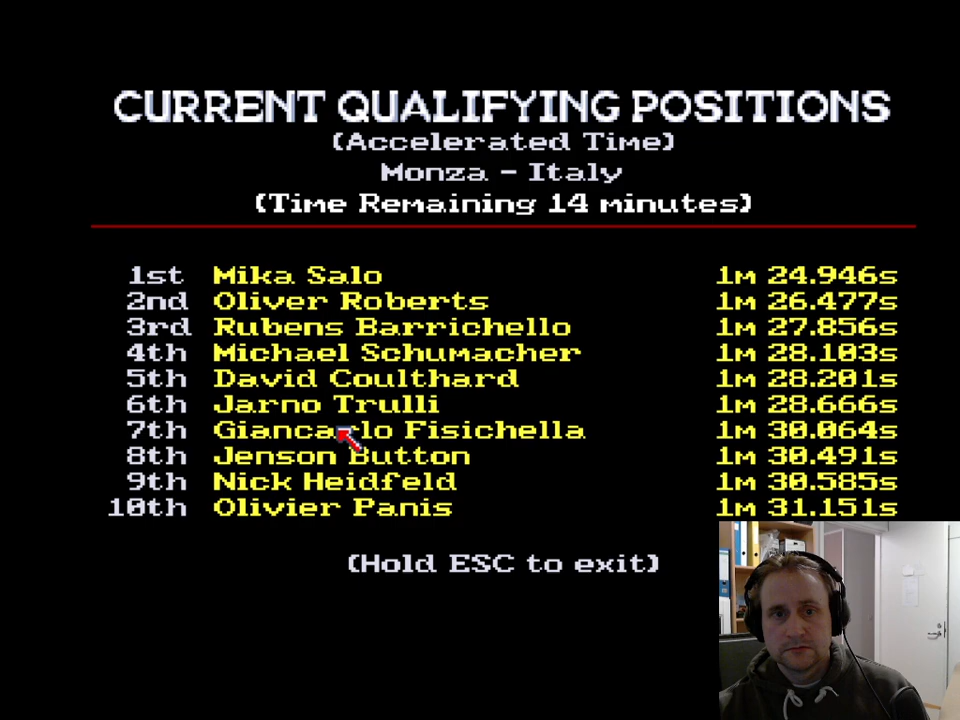 CURRENT QUALIFYING POSITIONS
(Accelerated Time)
Monza - Italy
(Time Remaining 14 minutes)
1st Mika Salo 1m 24.946s
2nd Oliver Roberts 1m 26.477s
3rd Rubens Barrichello 1m 27.856s
4th Michael Schumacher 1m 28.103s
5th David Coulthard 1m 28.201s
6th Jarno Trulli 1m 28.666s
7th Giancarlo Fisichella 1m 30.064s
8th Jenson Button 1m 30.491s
9th Nick Heidfeld 1m 30.585s
10th Olivier Panis 1m 31.151s
(Hold ESC to exit)